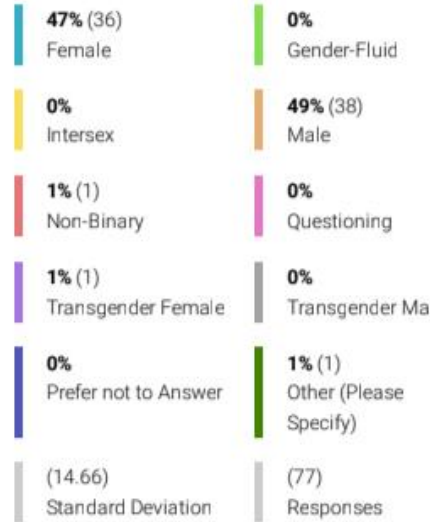 47% (36)
Female
0%
Gender-Fluid
0%
Intersex
49% (38)
Male
1% (1)
Non-Binary
0%
Questioning
1% (1)
Transgender Female
0%
Transgender Ma
0%
Prefer not to Answer
1% (1)
Other (Please
Specify)
(14.66)
Standard Deviation
(77)
Responses